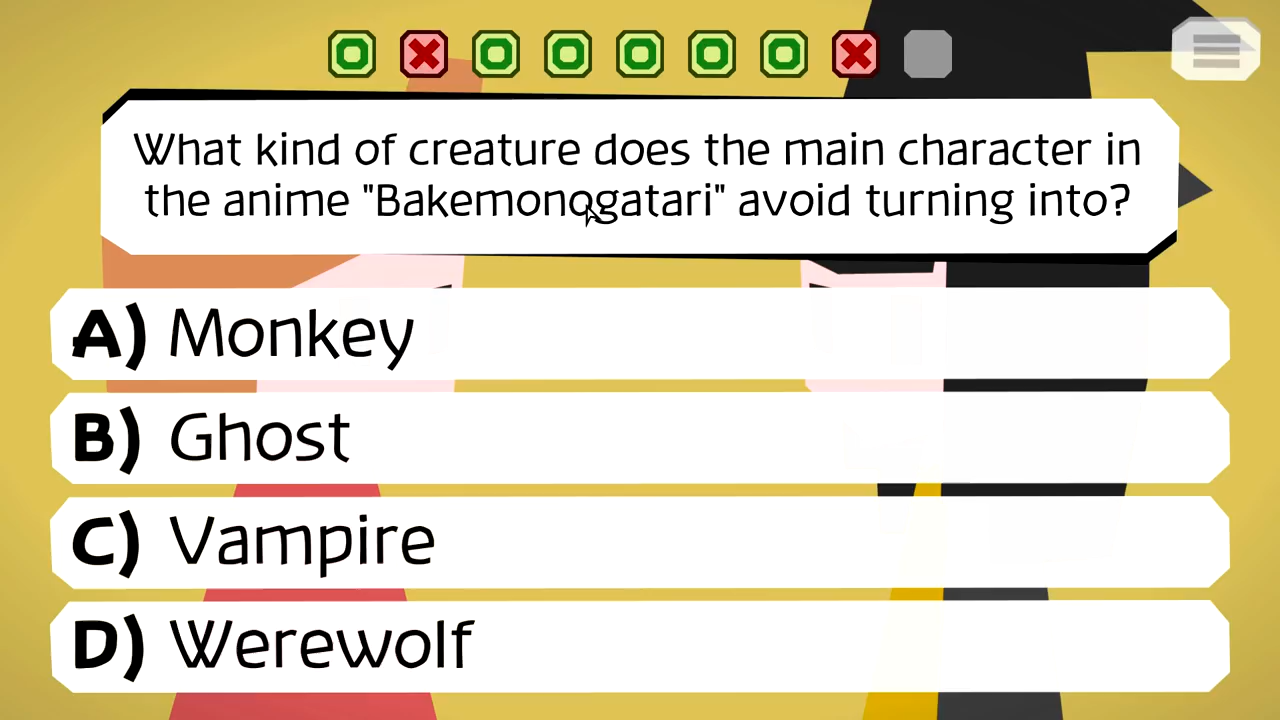 What kind of creature does the main character in
the anime "Bakemonogatari" avoid turning into?
A) Monkey
B) Ghost
C) Vampire
D) Werewolf